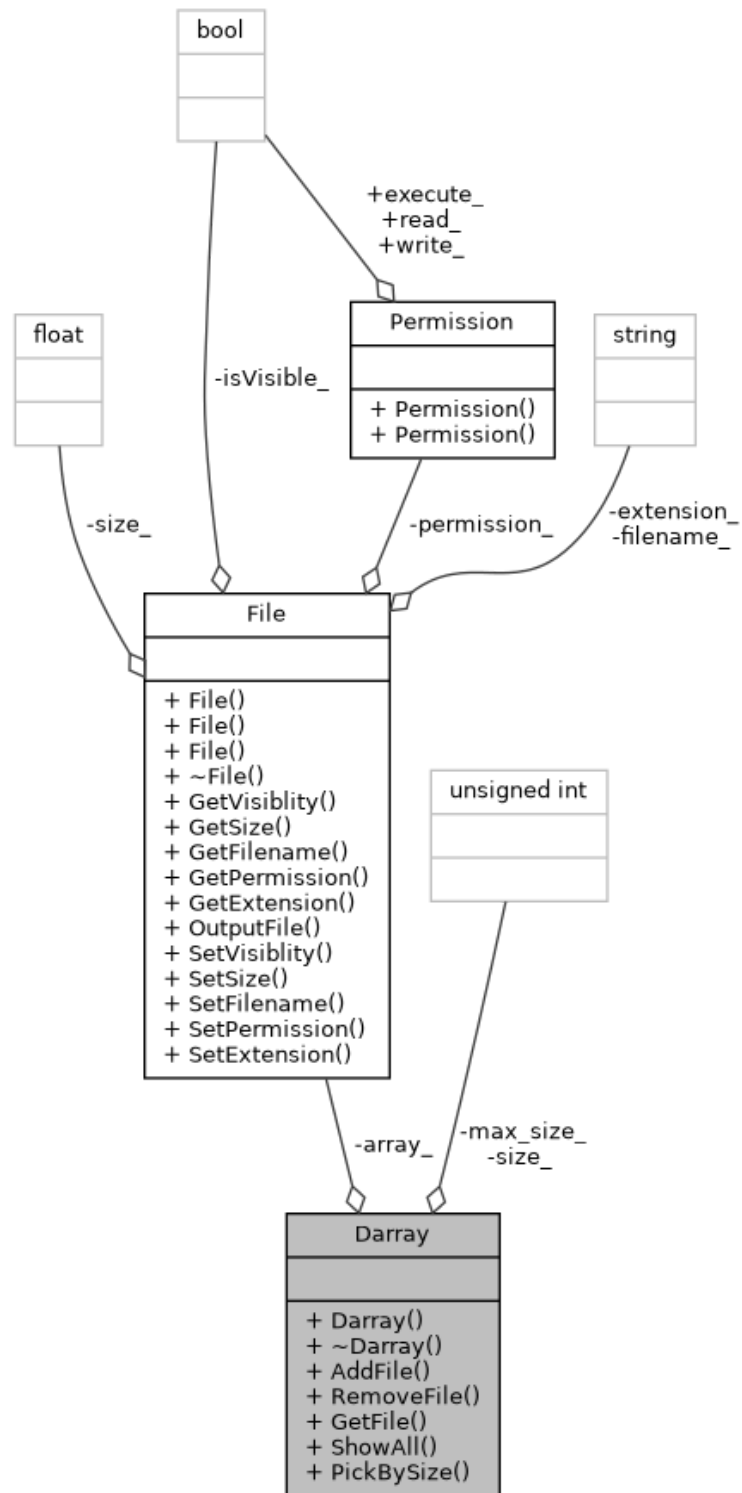 bool
+execute_
+read_
+write_
float
Permission
string
-isVisible_
+ Permission()
+ Permission()
-size_
-permission_
-extension_
-filename_
File
+ File()
+ File()
+ File()
+ ~File()
+ GetVisiblity()
+ GetSize()
+ GetFilename()
+ GetPermission()
+ GetExtension()
+ OutputFile()
+ SetVisiblity()
+ SetSize()
+ SetFilename()
+ SetPermission()
+ SetExtension()
unsigned int
-array_
-max_size_
-size_
Darray
+ Darray()
+ ~Darray()
+ AddFile()
+ RemoveFile()
+ GetFile()
+ ShowAll()
+ PickBySize()